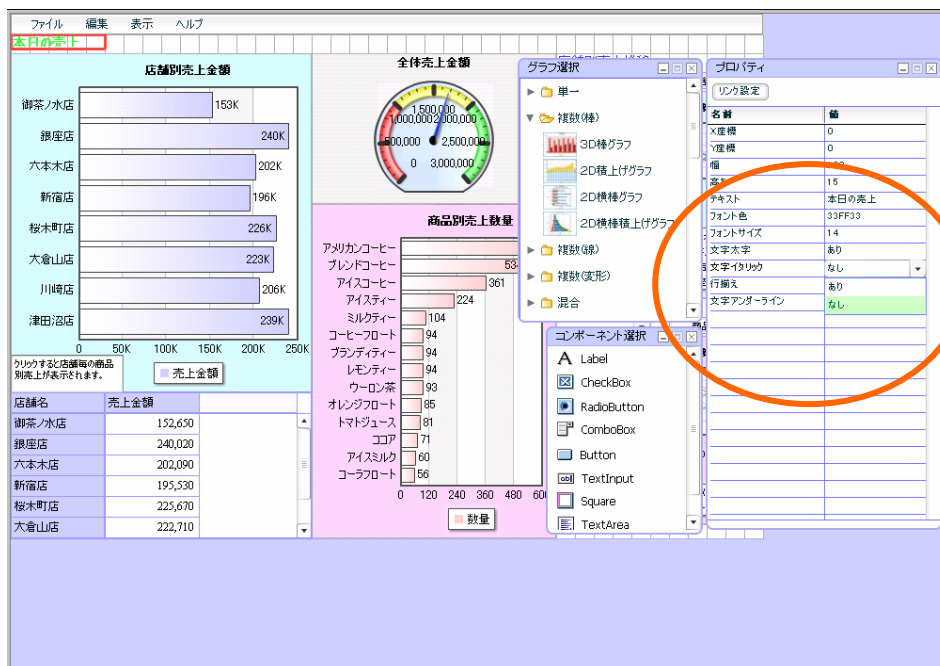 ファイル 編集 表示 ヘルプ
本日の売上
店舗別売上金額
御茶ノ水店 153K
銀座店 240K
六本木店 202K
新宿店 196K
桜木町店 226K
大倉山店 223K
川崎店 206K
津田沼店 239K
0 50K 100K 150K 200K 250K
クリックすると店舗毎の商品
別売上が表示されます。
売上金額
店舗名 売上金額
御茶ノ水店 152,650
銀座店 240,020
六本木店 202,090
新宿店 195,530
桜木町店 225,670
大倉山店 222,710
全体売上金額
1,500,000
1,000,000 2,000,000
500,000 2,500,000
0 3,000,000
商品別売上数量
アメリカンコーヒー
ブレンドコーヒー
アイスコーヒー 361
アイスティー 224
ミルクティー 104
コーヒーフロート 94
ブランディティー 94
レモンティー 94
ウーロン茶 93
オレンジフロート 85
トマトジュース 81
ココア 71
アイスミルク 60
コーラフロート 56
0 120 240 360 480
数量
グラフ選択
単一
複数(棒)
3D棒グラフ
2D積上げグラフ
2D横棒グラフ
2D横棒積上げグラフ
複数(線)
複数(変形)
混合
コンポーネント選択
A Label
CheckBox
RadioButton
ComboBox
Button
TextInput
Square
TextArea
プロパティ
リンク設定
名前 値
X座標 0
Y座標 0
幅
15
テキスト 本日の売上
フォント色 33FF33
フォントサイズ 14
文字太字 あり
文字イタリック なし
行揃え あり
文字アンダーライン なし